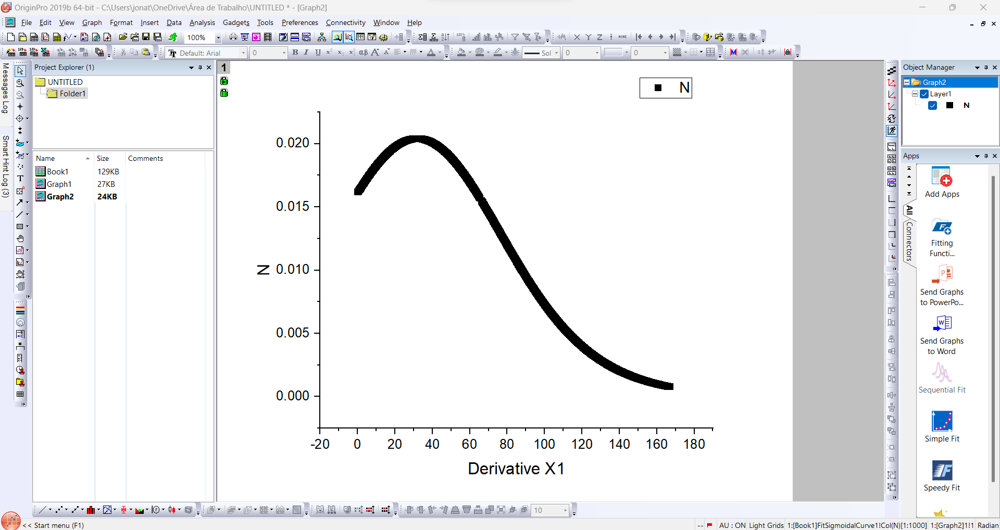 OriginPro 2019b 64-bit - C:\Users\jonat\OneDrive\Área de Trabalho\UNTITLED * - [Graph2]
File Edit View Graph Format Insert Data Analysis Gadgets Tools Preferences Connectivity Window Help
100%
Default: Arial 0 B I U αβ A Sol 0 0
Messages Log
Smart Hint Log (3)
Project Explorer (1)
UNTITLED
Folder1
Name Size Comments
Book1 129KB
Graph1 27KB
Graph2 24KB
1
N
0.020
0.015
0.010
0.005
0.000
N
-20 0 20 40 60 80 100 120 140 160 180
Derivative X1
Object Manager
Graph2
Layer1
N
Apps
All
Connectors
Add Apps
Fitting
Functi...
Send Graphs
to PowerPo...
Send Graphs
to Word
Sequential Fit
Simple Fit
Speedy Fit
10
<< Start menu (F1)
-- AU : ON Light Grids 1:[Book1]FitSigmoidalCurve1!Col(N)[1:1000] 1:[Graph2]1!1 Radian